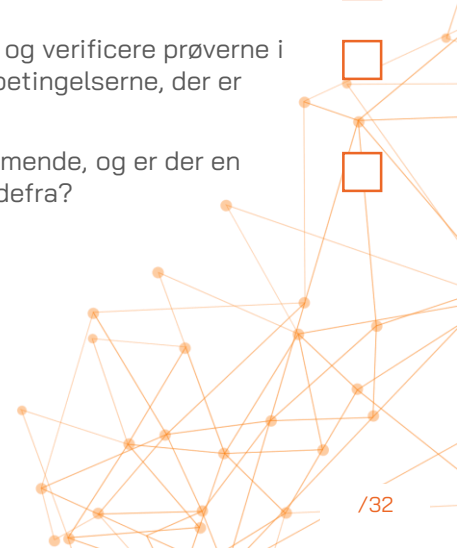 og verificere prøverne i
betingelserne, der er
mende, og er der en
defra?
/32